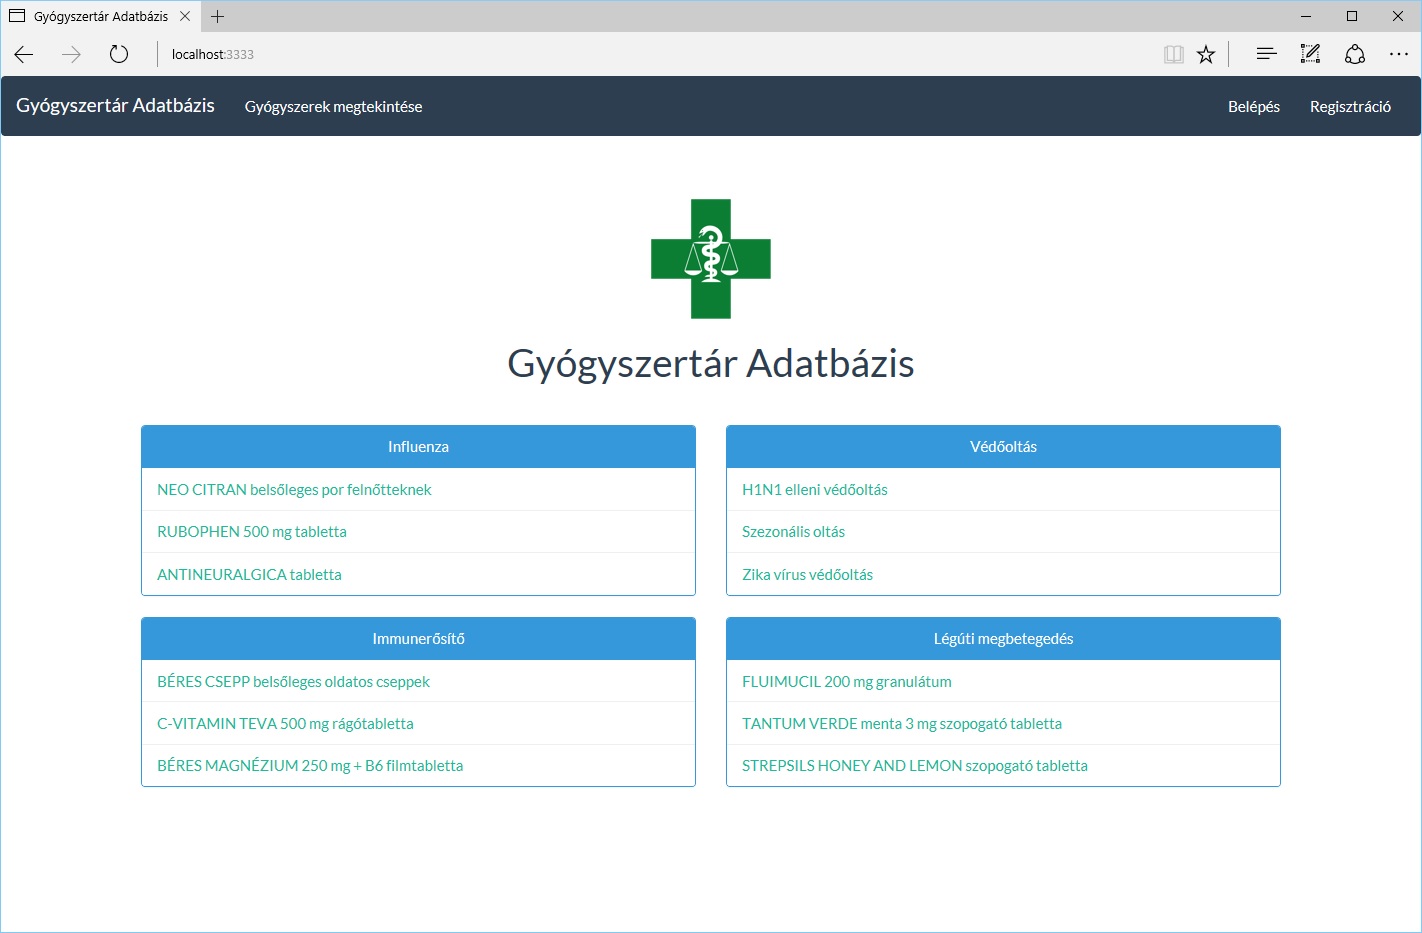 Gyógyszertár Adatbázis
localhost:3333
Gyógyszertár Adatbázis Gyógyszerek megtekintése Belépés Regisztráció
Gyógyszertár Adatbázis
Influenza
NEO CITRAN belsőleges por felnőtteknek
RUBOPHEN 500 mg tabletta
ANTINEURALGICA tabletta
Védőoltás
H1N1 elleni védőoltás
Szezonális oltás
Zika vírus védőoltás
Immunerősítő
BÉRES CSEPP belsőleges oldatos cseppek
C-VITAMIN TEVA 500 mg rágótabletta
BÉRES MAGNÉZIUM 250 mg + B6 filmtabletta
Légúti megbetegedés
FLUIMUCIL 200 mg granulátum
TANTUM VERDE menta 3 mg szopogató tabletta
STREPSILS HONEY AND LEMON szopogató tabletta